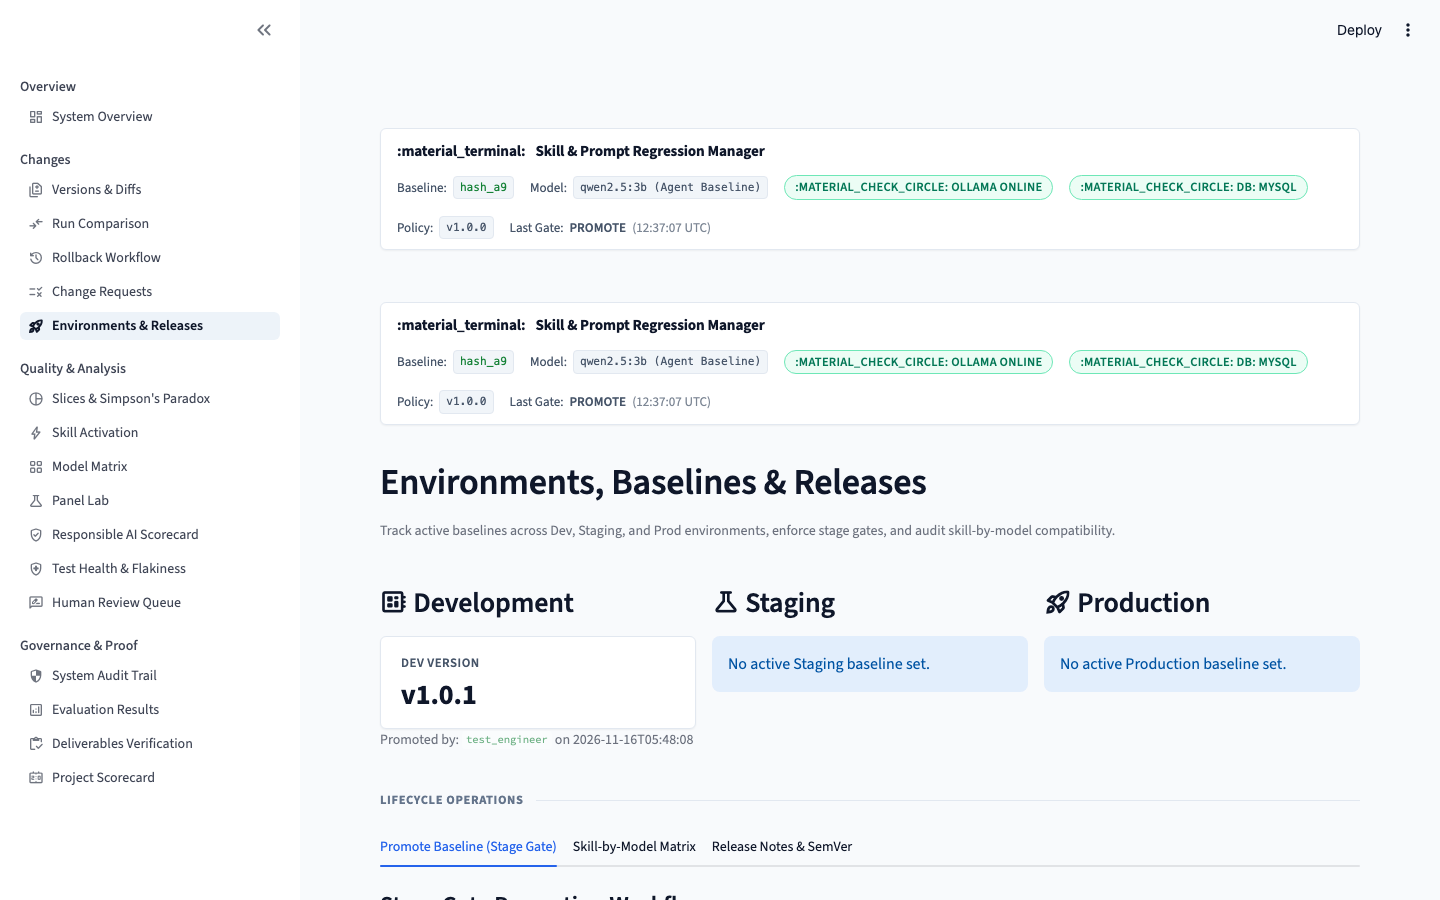 Deploy
Overview
System Overview
Changes
Versions & Diffs
Run Comparison
Rollback Workflow
Change Requests
Environments & Releases
Quality & Analysis
Slices & Simpson's Paradox
Skill Activation
Model Matrix
Panel Lab
Responsible AI Scorecard
Test Health & Flakiness
Human Review Queue
Governance & Proof
System Audit Trail
Evaluation Results
Deliverables Verification
Project Scorecard
:material_terminal: Skill & Prompt Regression Manager
Baseline: hash_a9 Model: qwen2.5:3b (Agent Baseline) :MATERIAL_CHECK_CIRCLE: OLLAMA ONLINE :MATERIAL_CHECK_CIRCLE: DB: MYSQL
Policy: v1.0.0 Last Gate: PROMOTE (12:37:07 UTC)
:material_terminal: Skill & Prompt Regression Manager
Baseline: hash_a9 Model: qwen2.5:3b (Agent Baseline) :MATERIAL_CHECK_CIRCLE: OLLAMA ONLINE :MATERIAL_CHECK_CIRCLE: DB: MYSQL
Policy: v1.0.0 Last Gate: PROMOTE (12:37:07 UTC)
Environments, Baselines & Releases
Track active baselines across Dev, Staging, and Prod environments, enforce stage gates, and audit skill-by-model compatibility.
Development
DEV VERSION
v1.0.1
Promoted by: test_engineer on 2026-11-16T05:48:08
Staging
No active Staging baseline set.
Production
No active Production baseline set.
LIFECYCLE OPERATIONS
Promote Baseline (Stage Gate) Skill-by-Model Matrix Release Notes & SemVer